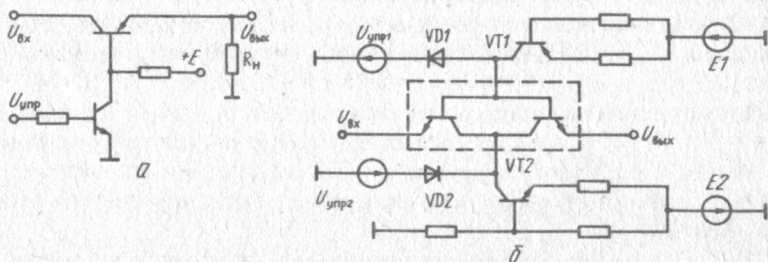 Uвх
Uвых
+E
Rн
Uупр
а
Uупр1
VD1
VT1
E1
Uвх
Uвых
VT2
Uупр2
VD2
E2
б